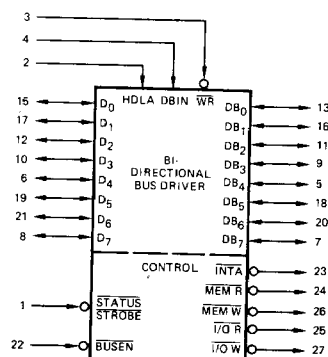 3
4
2
HDLA DBIN WR
15 D0 DB0 13
17 D1 DB1 16
12 D2 DB2 11
10 D3 DB3 9
6 D4 DB4 5
19 D5 DB5 18
21 D6 DB6 20
8 D7 DB7 7
BI-
DIRECTIONAL
BUS DRIVER
CONTROL
INTA 23
MEM R 24
1 STATUS STROBE
MEM W 26
I/O R 25
22 BUSEN
I/O W 27